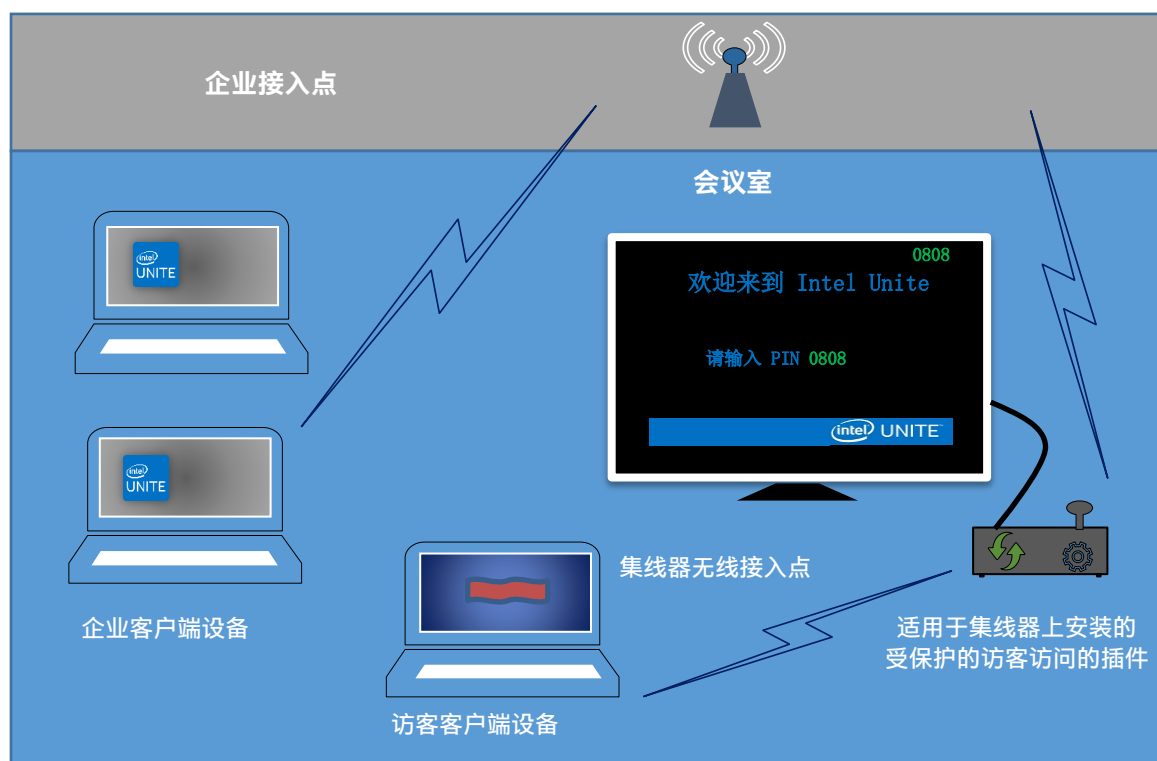 企业接入点
会议室
intel
UNITE
0808
欢迎来到 Intel Unite
请输入 PIN 0808
intel UNITE™
intel
UNITE
集线器无线接入点
企业客户端设备
适用于集线器上安装的
受保护的访客访问的插件
访客客户端设备